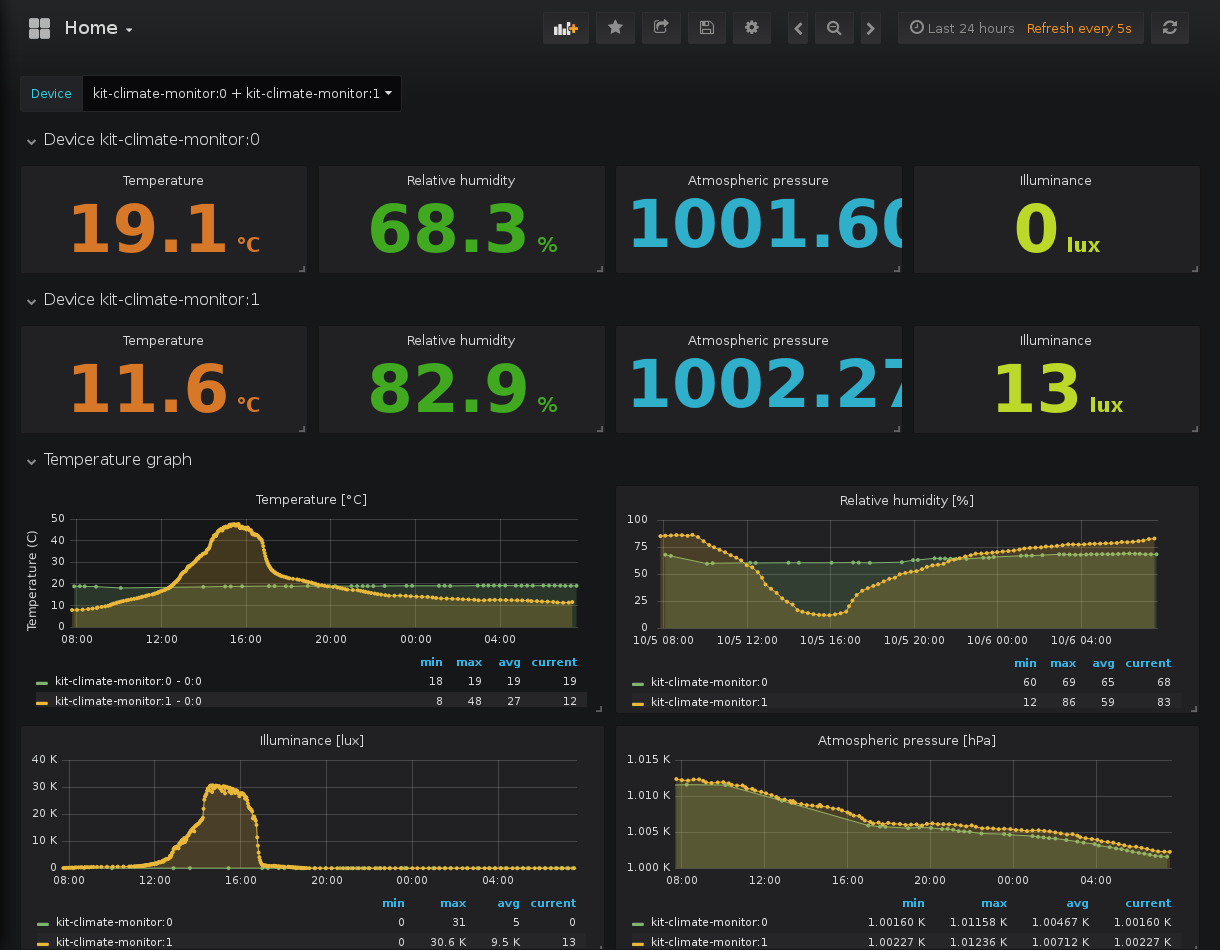 Home
Last 24 hours Refresh every 5s
Device kit-climate-monitor:0 + kit-climate-monitor:1
Device kit-climate-monitor:0
Temperature Relative humidity Atmospheric pressure Illuminance
19.1 °C 68.3 % 1001.60 0 lux
Device kit-climate-monitor:1
Temperature Relative humidity Atmospheric pressure Illuminance
11.6 °C 82.9 % 1002.27 13 lux
Temperature graph
Temperature [°C]
Temperature (C)
50
40
30
20
10
0
08:00 12:00 16:00 20:00 00:00 04:00
min max avg current
kit-climate-monitor:0 - 0:0 18 19 19 19
kit-climate-monitor:1 - 0:0 8 48 27 12
Relative humidity [%]
100
75
50
25
0
10/5 08:00 10/5 12:00 10/5 16:00 10/5 20:00 10/6 00:00 10/6 04:00
min max avg current
kit-climate-monitor:0 60 69 65 68
kit-climate-monitor:1 12 86 59 83
Illuminance [lux]
40 K
30 K
20 K
10 K
0
08:00 12:00 16:00 20:00 00:00 04:00
min max avg current
kit-climate-monitor:0 0 31 5 0
kit-climate-monitor:1 0 30.6 K 9.5 K 13
Atmospheric pressure [hPa]
1.015 K
1.010 K
1.005 K
1.000 K
08:00 12:00 16:00 20:00 00:00 04:00
min max avg current
kit-climate-monitor:0 1.00160 K 1.01158 K 1.00467 K 1.00160 K
kit-climate-monitor:1 1.00227 K 1.01236 K 1.00712 K 1.00227 K